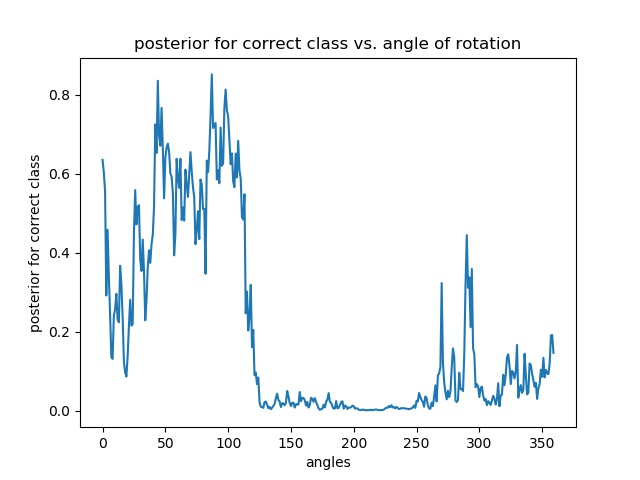 posterior for correct class vs. angle of rotation
posterior for correct class
0.8
0.6
0.4
0.2
0.0
0 50 100 150 200 250 300 350
angles